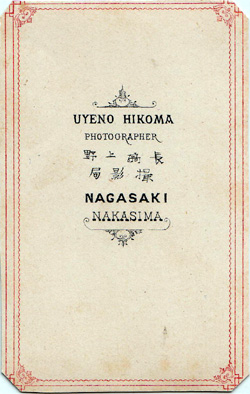 UYENO HIKOMA
PHOTOGRAPHER
長崎上野
撮影局
NAGASAKI
NAKASIMA